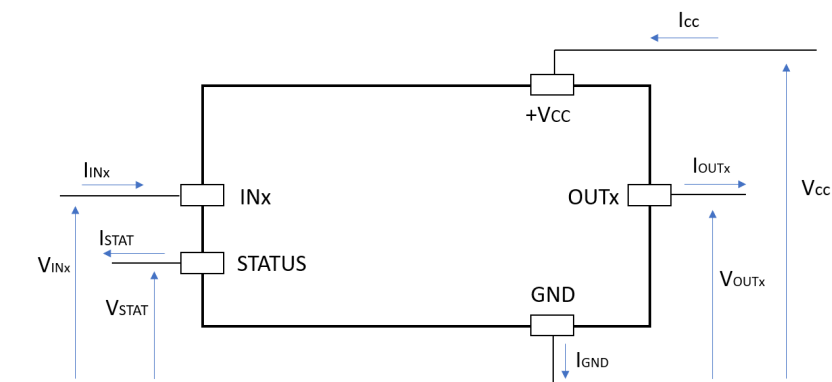 Icc
+Vcc
IINx
INx
OUTx
IOUTx
Vcc
ISTAT
VINx
STATUS
VSTAT
GND
VOUTx
IGND